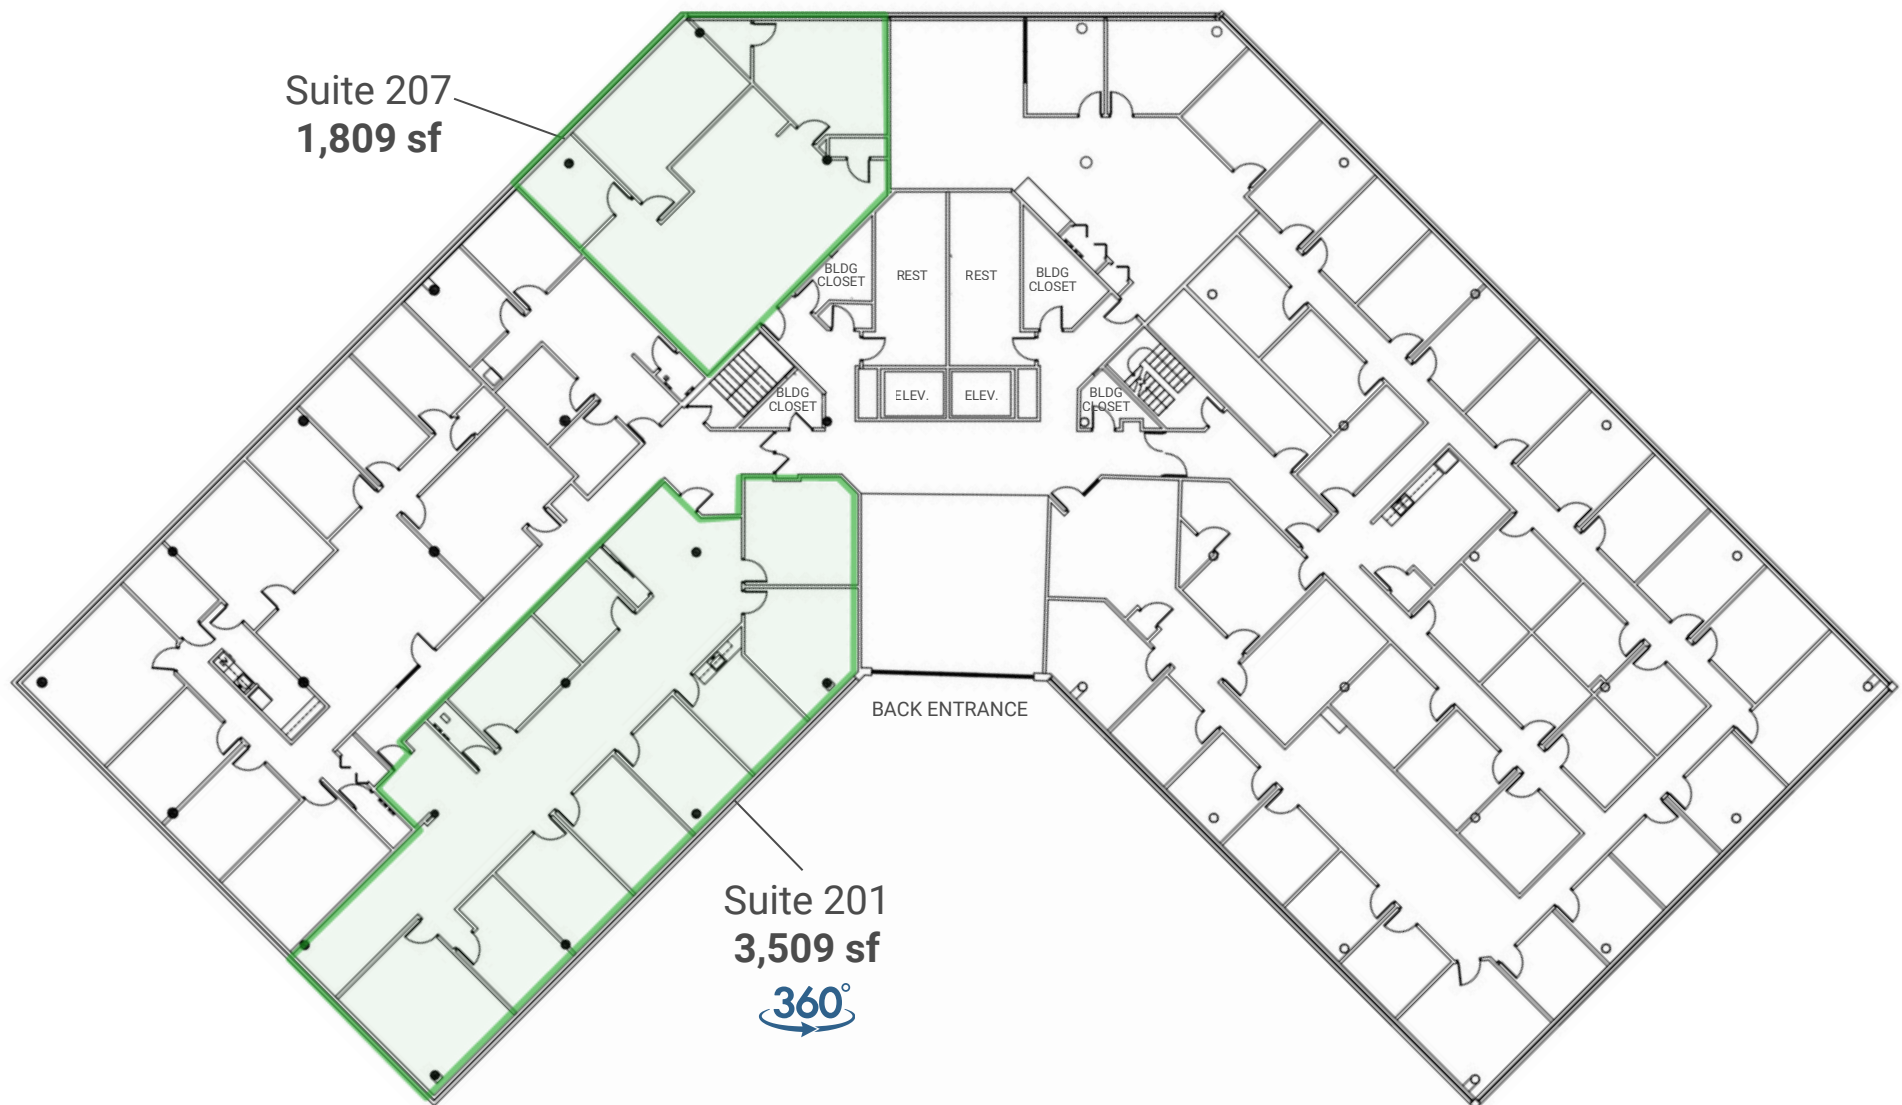 Suite 207
1,809 sf
BLDG
CLOSET
REST
REST
BLDG
CLOSET
BLDG
CLOSET
ELEV.
ELEV.
BLDG
CLOSET
BACK ENTRANCE
Suite 201
3,509 sf
360°